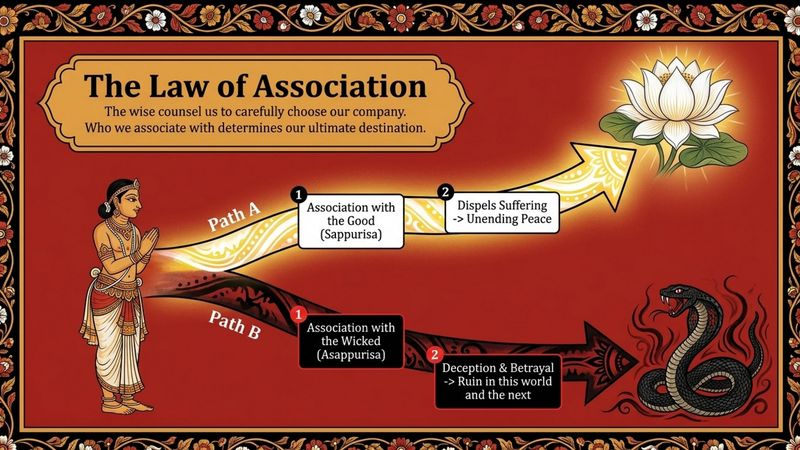 The Law of Association
The wise counsel us to carefully choose our company.
Who we associate with determines our ultimate destination.
Path A
1
Association with
the Good
(Sappurisa)
2
Dispels Suffering
-> Unending Peace
Path B
1
Association with
the Wicked
(Asappurisa)
2
Deception & Betrayal
-> Ruin in this world
and the next